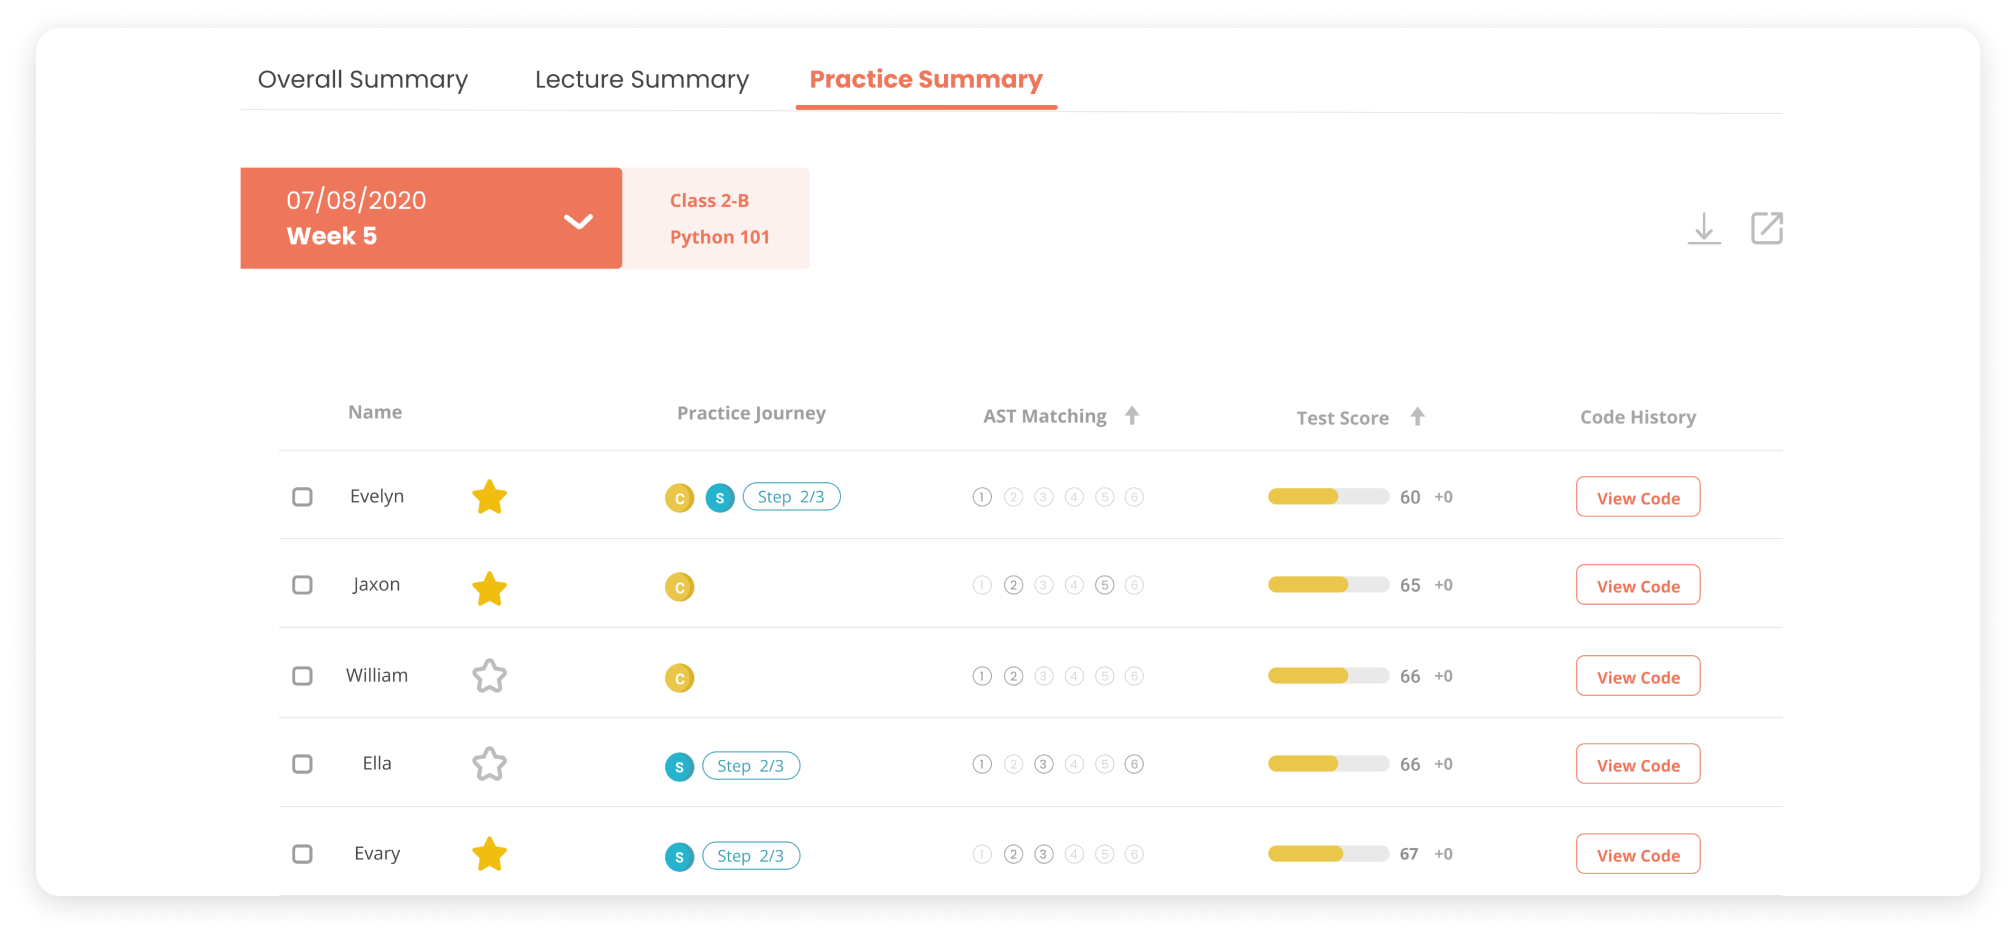 Overall Summary Lecture Summary Practice Summary
07/08/2020
Week 5
Class 2-B
Python 101
Name Practice Journey AST Matching Test Score Code History
Evelyn C S Step 2/3 1 2 3 4 5 6 60 +0 View Code
Jaxon C 1 2 3 4 5 6 65 +0 View Code
William C 1 2 3 4 5 6 66 +0 View Code
Ella S Step 2/3 1 2 3 4 5 6 66 +0 View Code
Evary S Step 2/3 1 2 3 4 5 6 67 +0 View Code